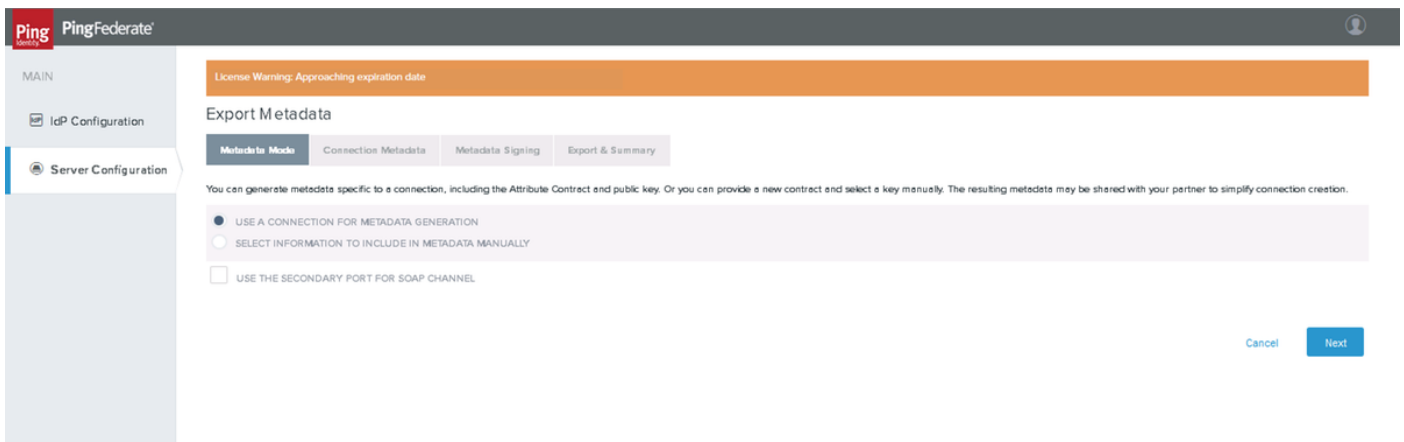 Ping
Identity
PingFederate®
MAIN
IdP
IdP Configuration
Server Configuration
License Warning: Approaching expiration date
Export Metadata
Metadata Mode
Connection Metadata
Metadata Signing
Export & Summary
You can generate metadata specific to a connection, including the Attribute Contract and public key. Or you can provide a new contract and select a key manually. The resulting metadata may be shared with your partner to simplify connection creation.
USE A CONNECTION FOR METADATA GENERATION
SELECT INFORMATION TO INCLUDE IN METADATA MANUALLY
USE THE SECONDARY PORT FOR SOAP CHANNEL
Cancel
Next